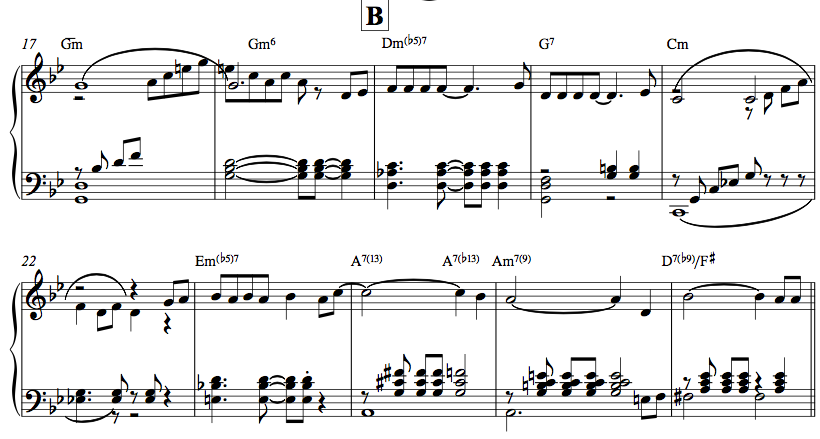 B
17 Gm Gm6 Dm(♭5)7 G7 Cm
22 Em(♭5)7 A7(13) A7(♭13) Am7(9) D7(♭9)/F♯